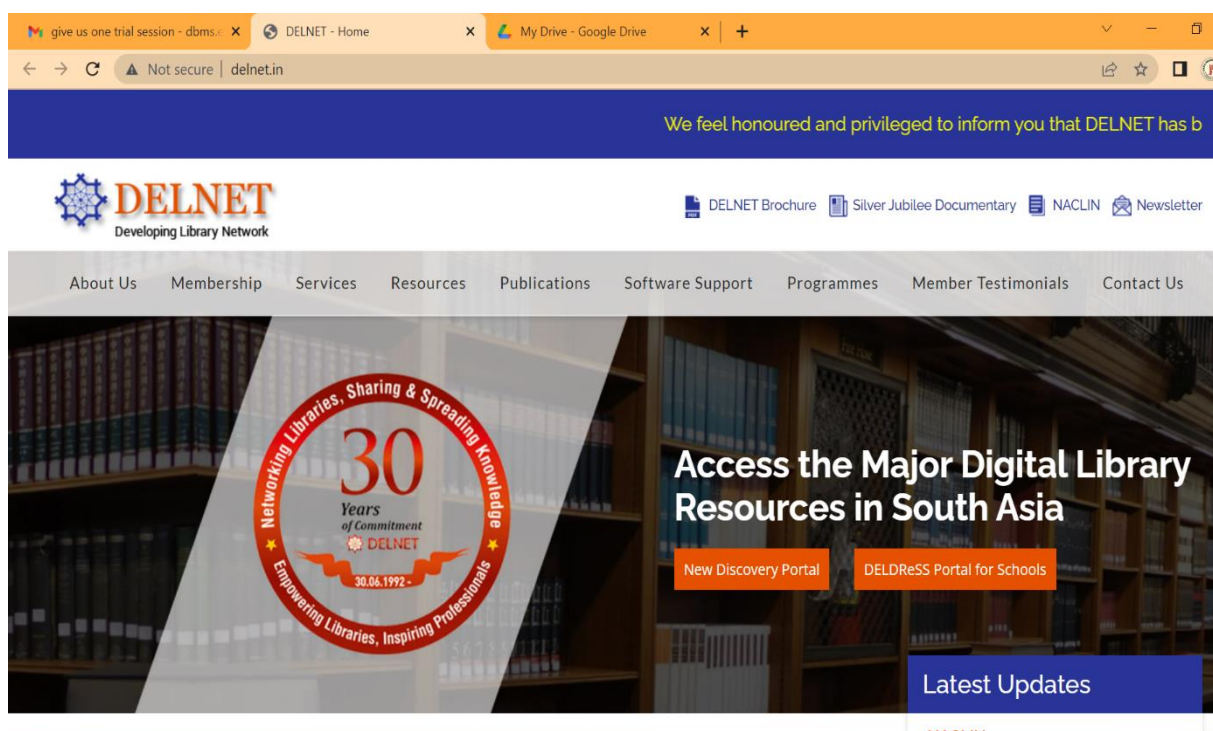 give us one trial session - dbms.e
DELNET - Home
My Drive - Google Drive
Not secure | delnet.in
We feel honoured and privileged to inform you that DELNET has b
DELNET
Developing Library Network
DELNET Brochure
Silver Jubilee Documentary
NACLIN
Newsletter
About Us
Membership
Services
Resources
Publications
Software Support
Programmes
Member Testimonials
Contact Us
Networking Libraries, Sharing & Spreading Knowledge
30
Years
of Commitment
DELNET
30.06.1992 -
Empowering Libraries, Inspiring Professionals
Access the Major Digital Library
Resources in South Asia
New Discovery Portal
DELDReSS Portal for Schools
Latest Updates